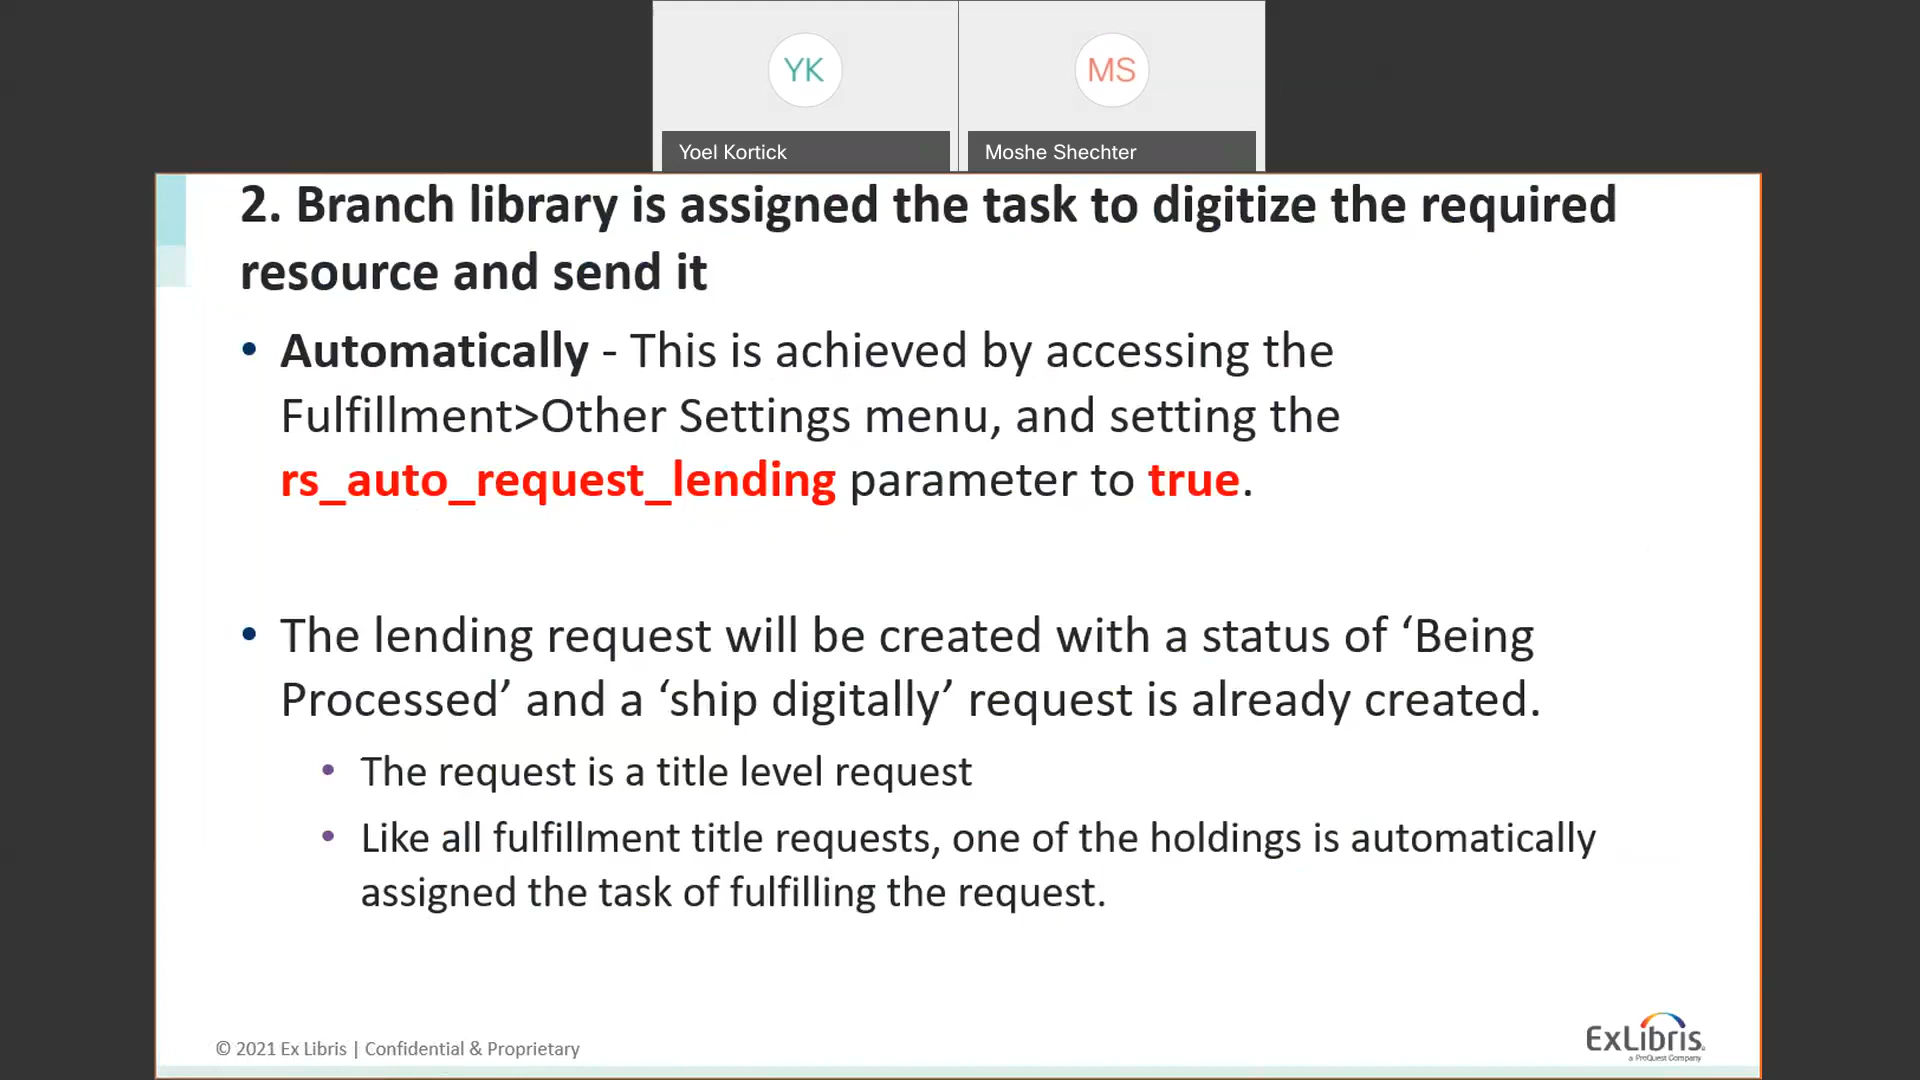 YK
MS
Yoel Kortick
Moshe Shechter
2. Branch library is assigned the task to digitize the required
resource and send it
• Automatically - This is achieved by accessing the
Fulfillment>Other Settings menu, and setting the
rs_auto_request_lending parameter to true.
• The lending request will be created with a status of ‘Being
Processed’ and a ‘ship digitally’ request is already created.
• The request is a title level request
• Like all fulfillment title requests, one of the holdings is automatically
assigned the task of fulfilling the request.
© 2021 Ex Libris | Confidential & Proprietary
ExLibris
a ProQuest Company